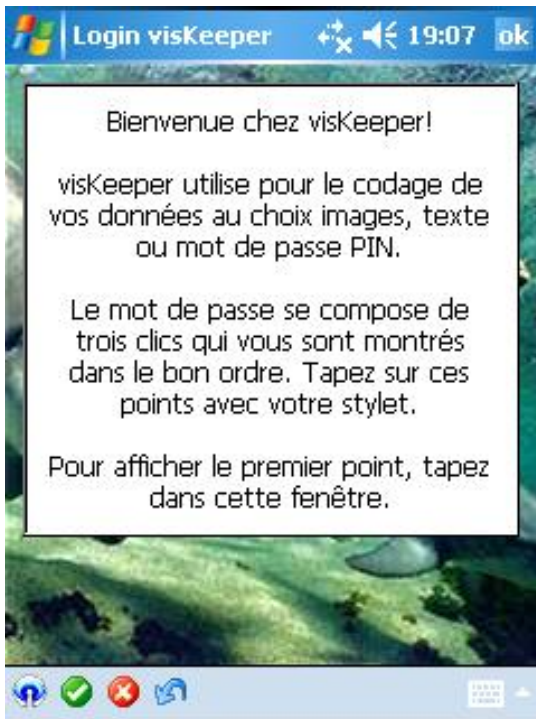 Login visKeeper 19:07 ok
Bienvenue chez visKeeper!
visKeeper utilise pour le codage de
vos données au choix images, texte
ou mot de passe PIN.
Le mot de passe se compose de
trois clics qui vous sont montrés
dans le bon ordre. Tapez sur ces
points avec votre stylet.
Pour afficher le premier point, tapez
dans cette fenêtre.